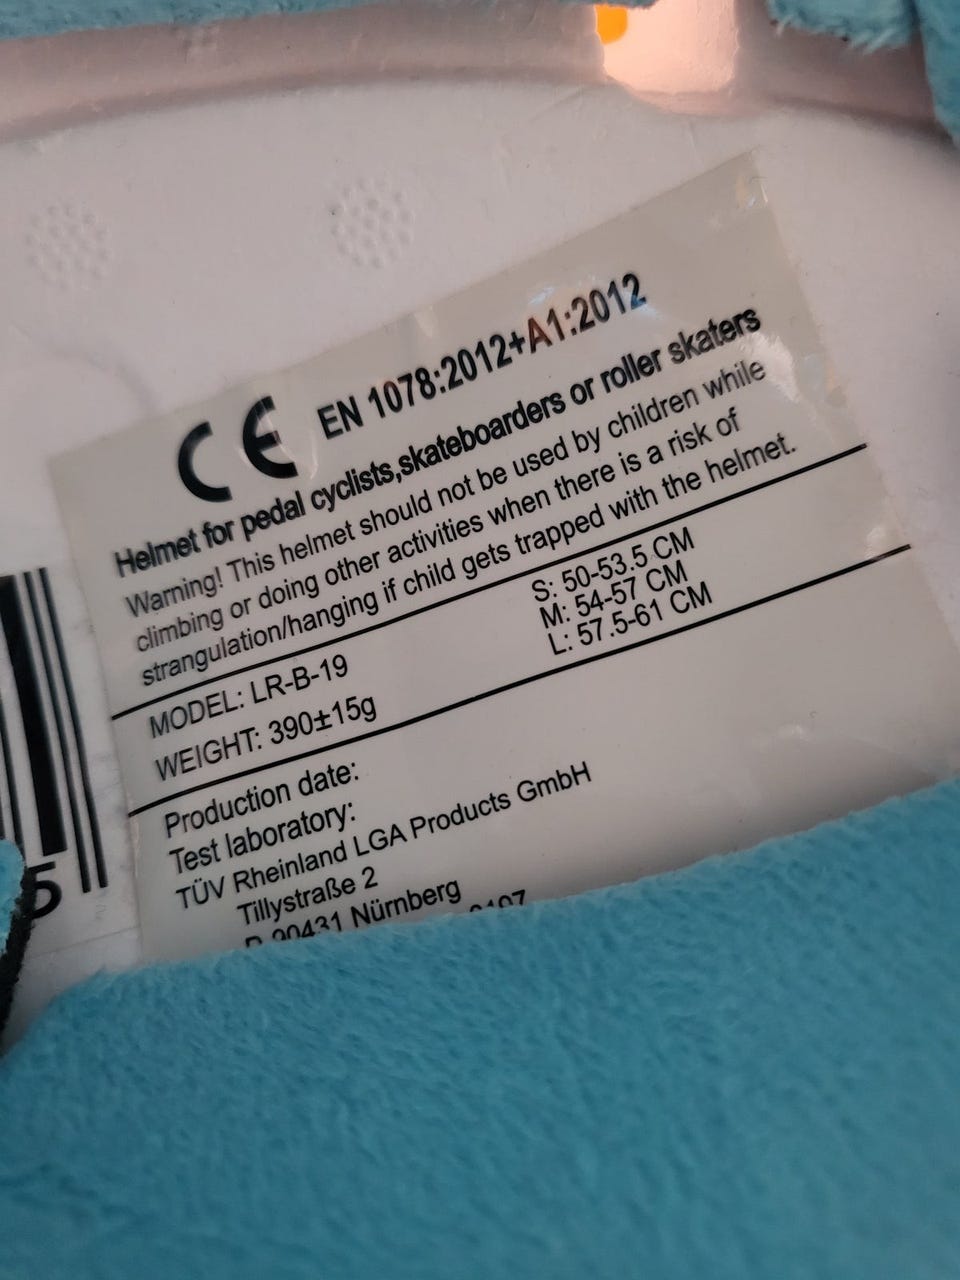 CE EN 1078:2012+A1:2012
Helmet for pedal cyclists,skateboarders or roller skaters
Warning! This helmet should not be used by children while
climbing or doing other activities when there is a risk of
strangulation/hanging if child gets trapped with the helmet.
MODEL: LR-B-19
WEIGHT: 390±15g
S: 50-53.5 CM
M: 54-57 CM
L: 57.5-61 CM
Production date:
Test laboratory:
TÜV Rheinland LGA Products GmbH
Tillystraße 2
90431 Nürnberg
5